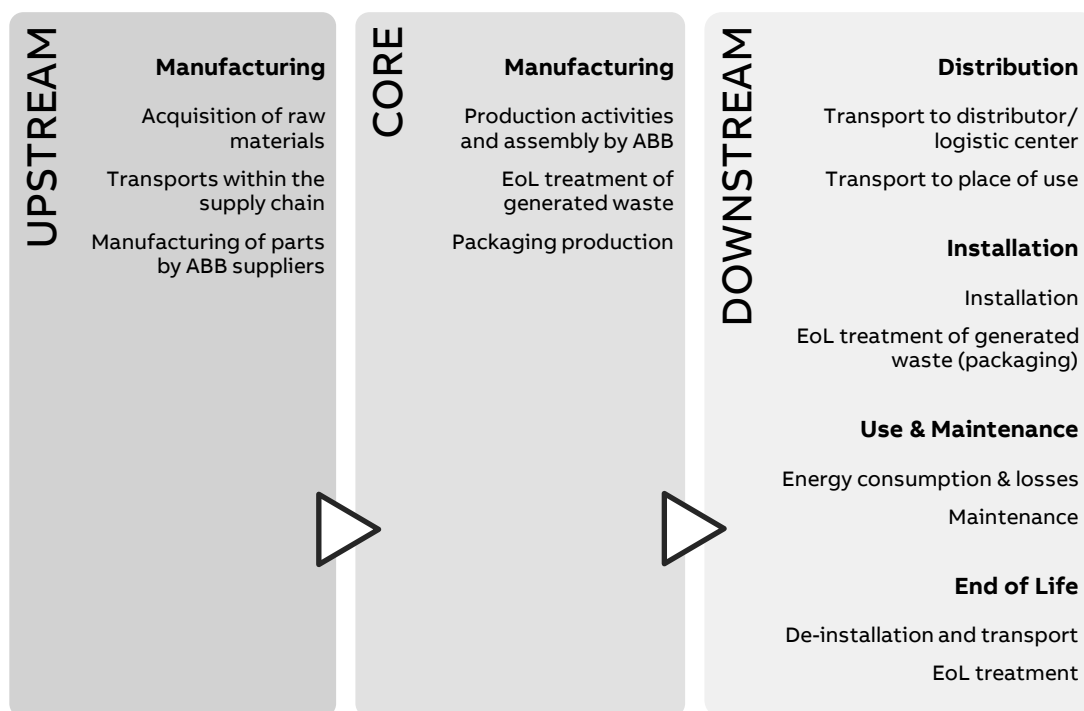 UPSTREAM
Manufacturing
Acquisition of raw
materials
Transports within the
supply chain
Manufacturing of parts
by ABB suppliers
CORE
Manufacturing
Production activities
and assembly by ABB
EoL treatment of
generated waste
Packaging production
DOWNSTREAM
Distribution
Transport to distributor/
logistic center
Transport to place of use
Installation
Installation
EoL treatment of generated
waste (packaging)
Use & Maintenance
Energy consumption & losses
Maintenance
End of Life
De-installation and transport
EoL treatment